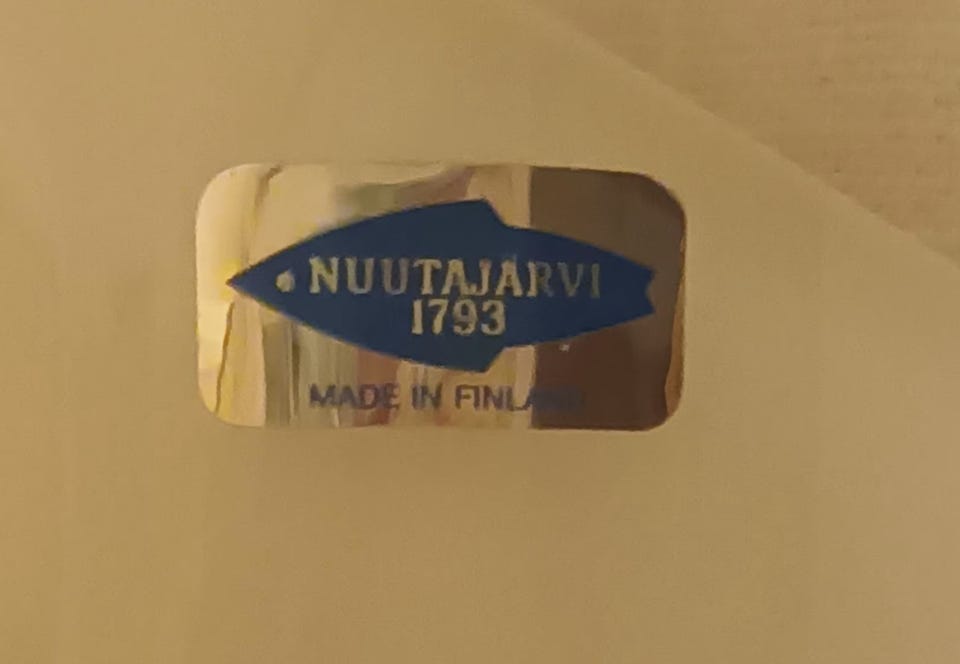 NUUTAJÄRVI
1793
MADE IN FINLAND